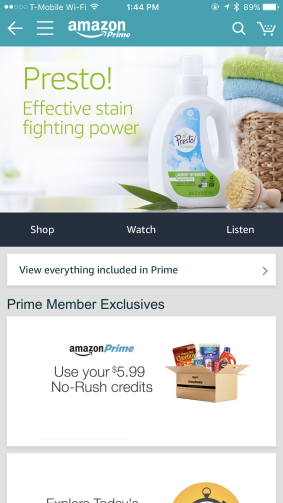 T-Mobile Wi-Fi 1:44 PM 89%
amazon
Prime
Presto!
Effective stain
fighting power
Presto!
Shop Watch Listen
View everything included in Prime
Prime Member Exclusives
amazonPrime
Use your $5.99
No-Rush credits
Explore Today's